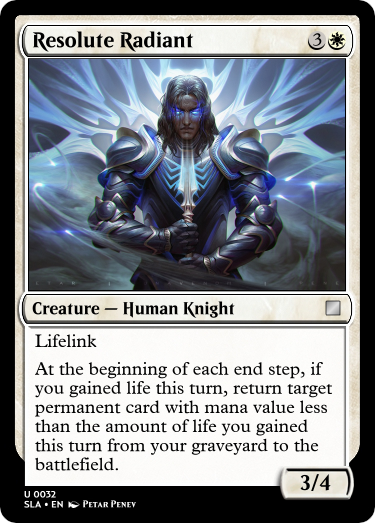 Resolute Radiant 3
Creature — Human Knight
Lifelink
At the beginning of each end step, if
you gained life this turn, return target
permanent card with mana value less
than the amount of life you gained
this turn from your graveyard to the
battlefield.
3/4
U 0032
SLA • EN Petar Penev